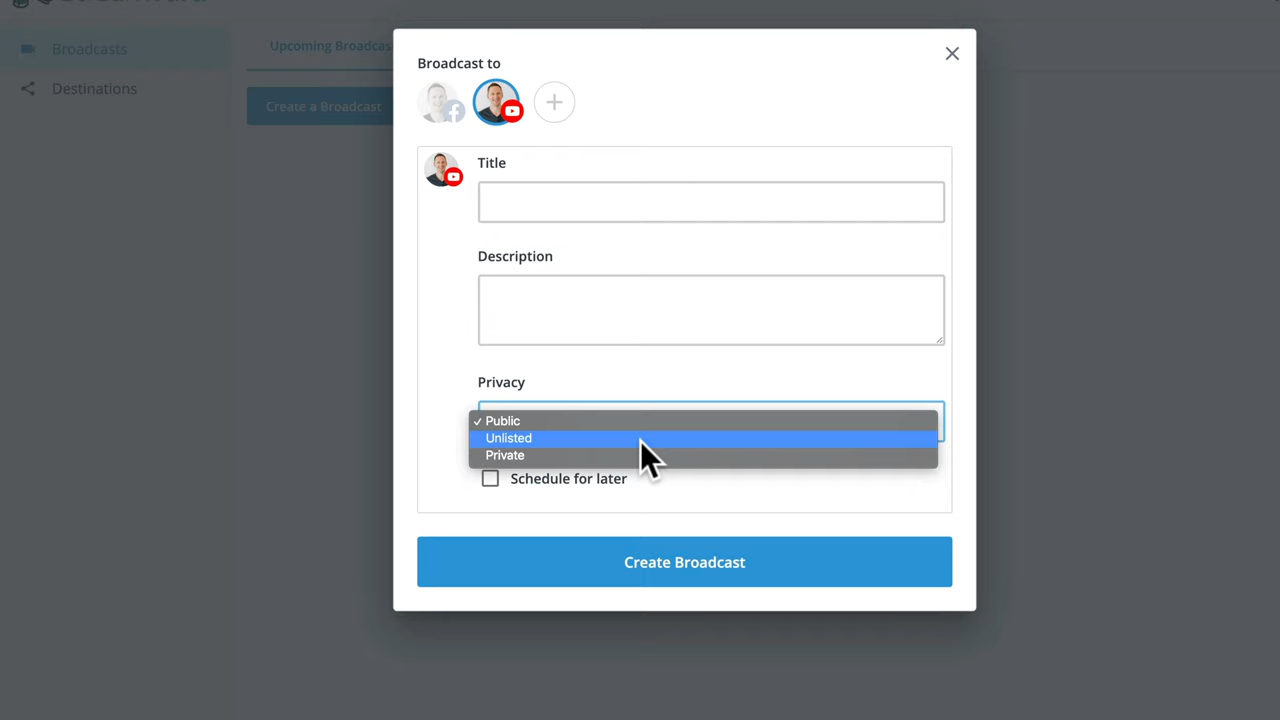 Broadcasts
Destinations
Upcoming Broadcas
Create a Broadcast
Broadcast to
Title
Description
Privacy
Public
Unlisted
Private
Schedule for later
Create Broadcast